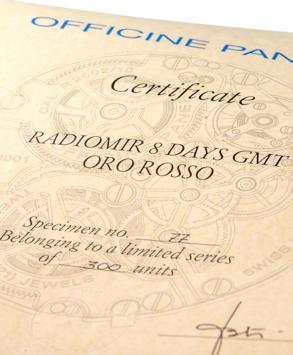 OFFICINE PAN
Certificate
RADIOMIR 8 DAYS GMT
ORO ROSSO
Specimen no. 77
Belonging to a limited series
of 300 units
JEWELS